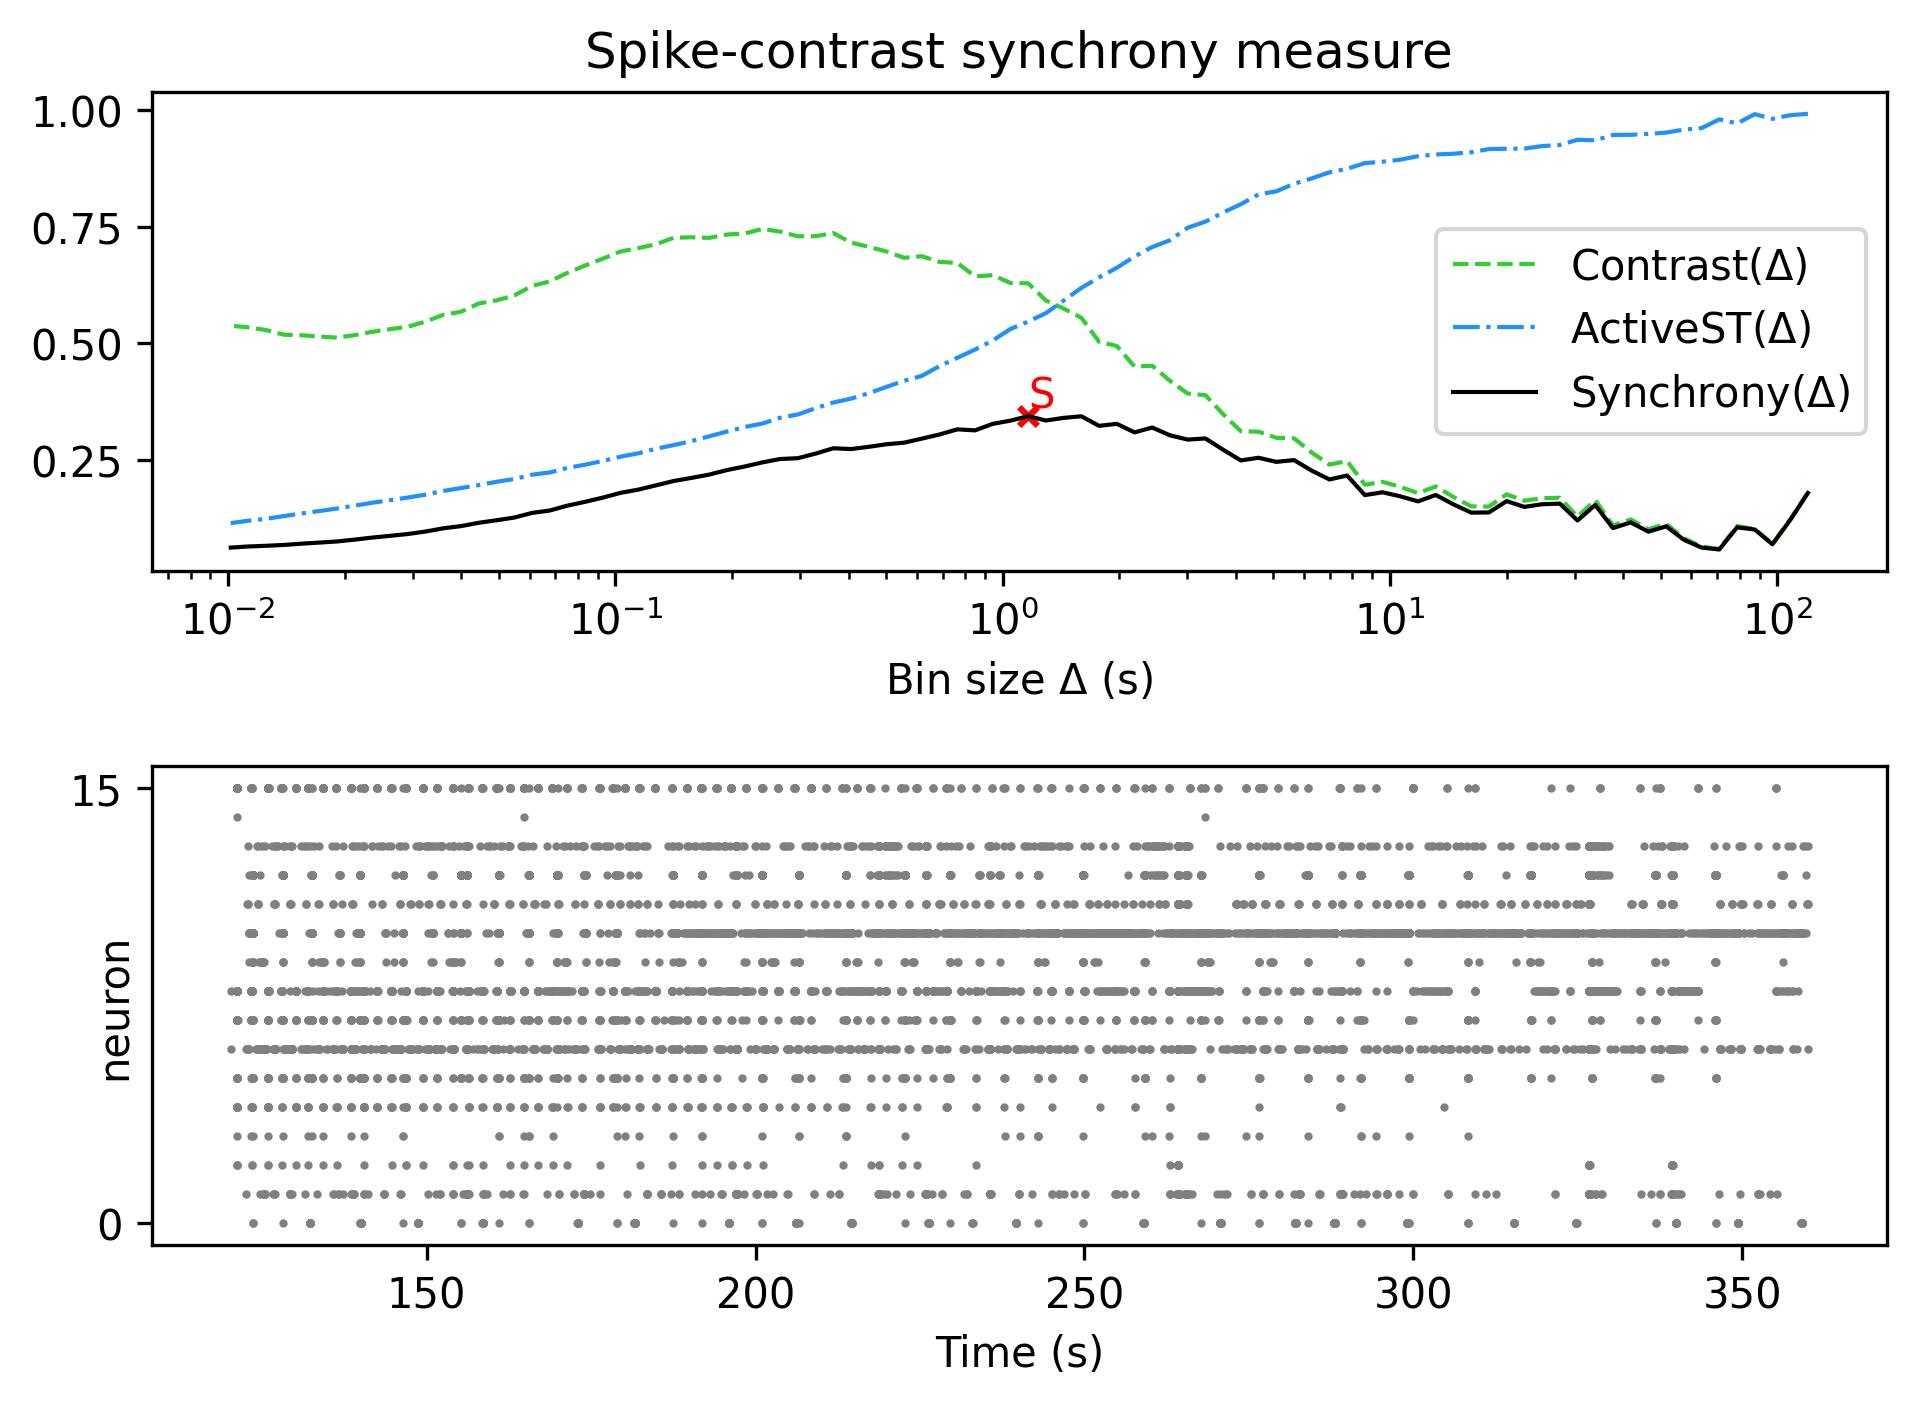 Spike-contrast synchrony measure
1.00
0.75
0.50
0.25
Contrast(Δ)
ActiveST(Δ)
Synchrony(Δ)
S
10⁻² 10⁻¹ 10⁰ 10¹ 10²
Bin size Δ (s)
15
0
neuron
150 200 250 300 350
Time (s)